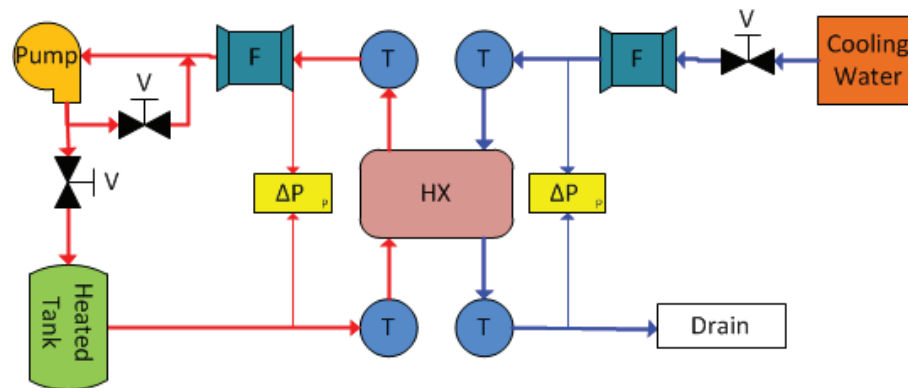 Pump
V
F
T
T
F
V
Cooling
Water
V
V
ΔP
P
HX
ΔP
P
Heated
Tank
T
T
Drain